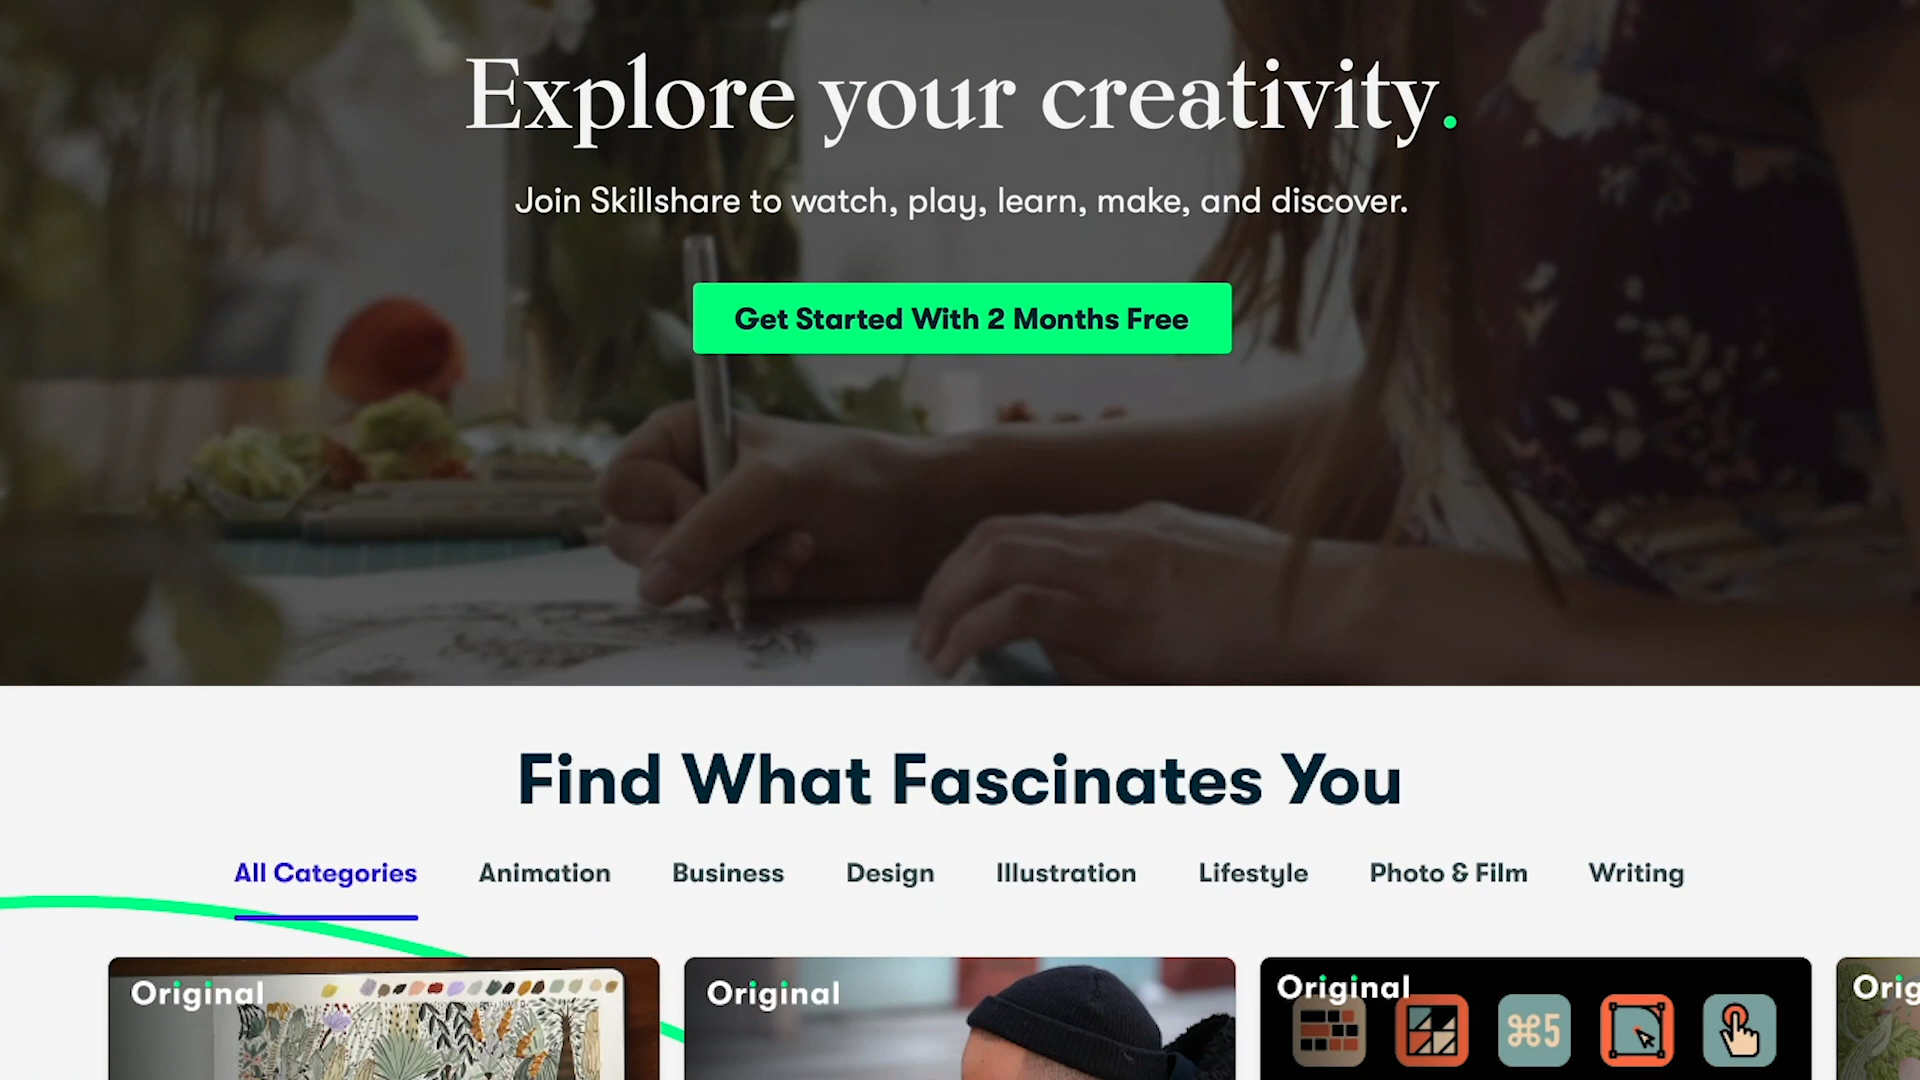 Explore your creativity.
Join Skillshare to watch, play, learn, make, and discover.
Get Started With 2 Months Free
Find What Fascinates You
All Categories Animation Business Design Illustration Lifestyle Photo & Film Writing
Original Original Original Orig
⌘5